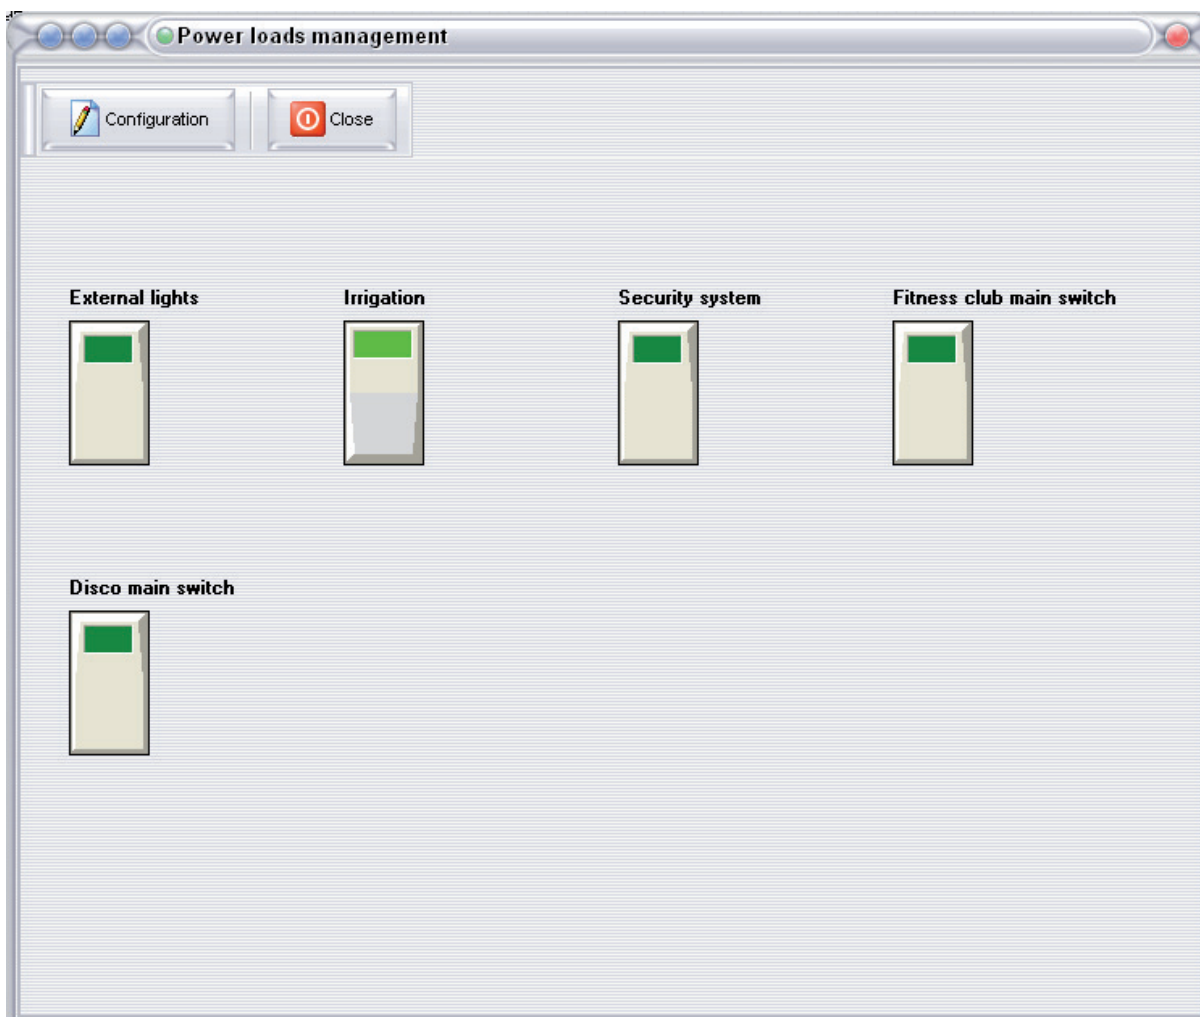 Power loads management
Configuration
Close
External lights
Irrigation
Security system
Fitness club main switch
Disco main switch